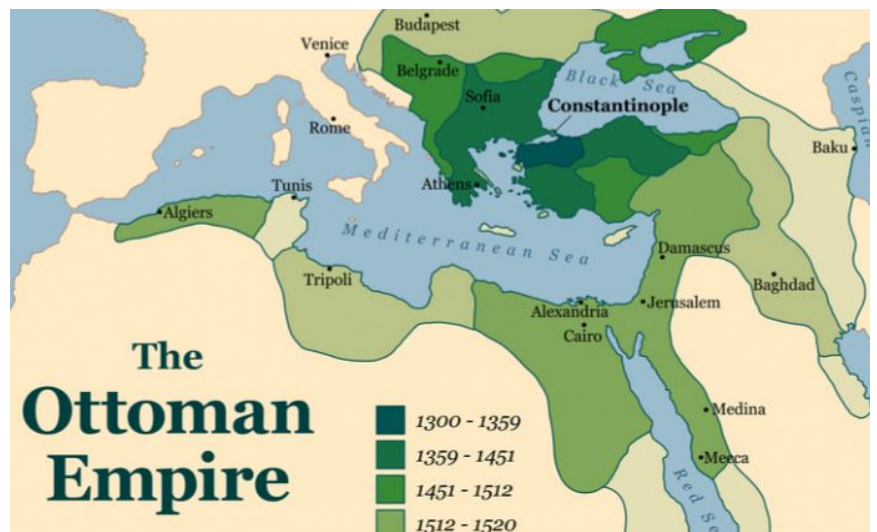 Budapest
Venice
Belgrade
Black Sea
Caspian
Sofia
Constantinople
Rome
Baku
Tunis
Athens
Algiers
Mediterranean Sea
Damascus
Tripoli
Baghdad
Alexandria
Jerusalem
Cairo
The
Ottoman
Empire
1300 - 1359
1359 - 1451
1451 - 1512
1512 - 1520
Medina
Mecca
Red Se